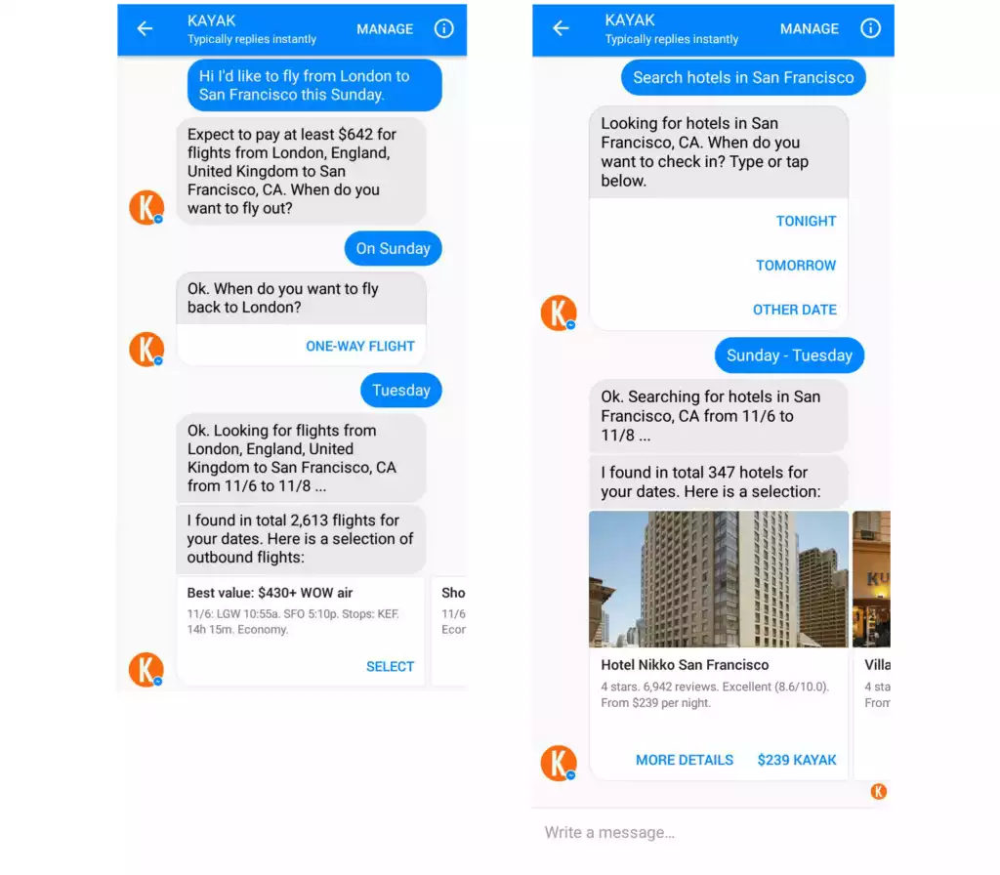 KAYAK
Typically replies instantly
MANAGE
Hi I'd like to fly from London to
San Francisco this Sunday.
Expect to pay at least $642 for
flights from London, England,
United Kingdom to San
Francisco, CA. When do you
want to fly out?
K
On Sunday
Ok. When do you want to fly
back to London?
ONE-WAY FLIGHT
K
Tuesday
Ok. Looking for flights from
London, England, United
Kingdom to San Francisco, CA
from 11/6 to 11/8 ...
I found in total 2,613 flights for
your dates. Here is a selection of
outbound flights:
Best value: $430+ WOW air
11/6: LGW 10:55a. SFO 5:10p. Stops: KEF.
14h 15m. Economy.
SELECT
K
Sho
11/6
Ecor
KAYAK
Typically replies instantly
MANAGE
Search hotels in San Francisco
Looking for hotels in San
Francisco, CA. When do you
want to check in? Type or tap
below.
TONIGHT
TOMORROW
OTHER DATE
K
Sunday - Tuesday
Ok. Searching for hotels in San
Francisco, CA from 11/6 to
11/8 ...
I found in total 347 hotels for
your dates. Here is a selection:
KU
Hotel Nikko San Francisco
4 stars. 6,942 reviews. Excellent (8.6/10.0).
From $239 per night.
MORE DETAILS
$239 KAYAK
K
Villa
4 sta
From
K
Write a message...